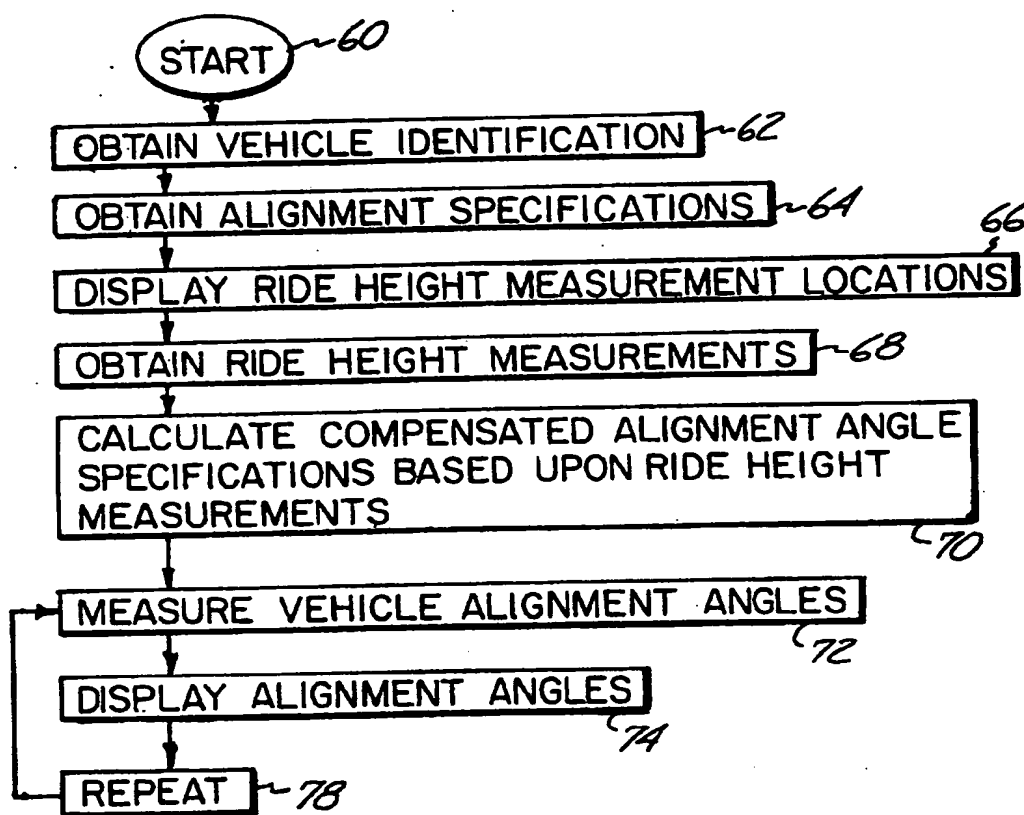 START 60
OBTAIN VEHICLE IDENTIFICATION 62
OBTAIN ALIGNMENT SPECIFICATIONS 64
66
DISPLAY RIDE HEIGHT MEASUREMENT LOCATIONS
OBTAIN RIDE HEIGHT MEASUREMENTS 68
CALCULATE COMPENSATED ALIGNMENT ANGLE
SPECIFICATIONS BASED UPON RIDE HEIGHT
MEASUREMENTS
70
MEASURE VEHICLE ALIGNMENT ANGLES
72
DISPLAY ALIGNMENT ANGLES
74
REPEAT 78